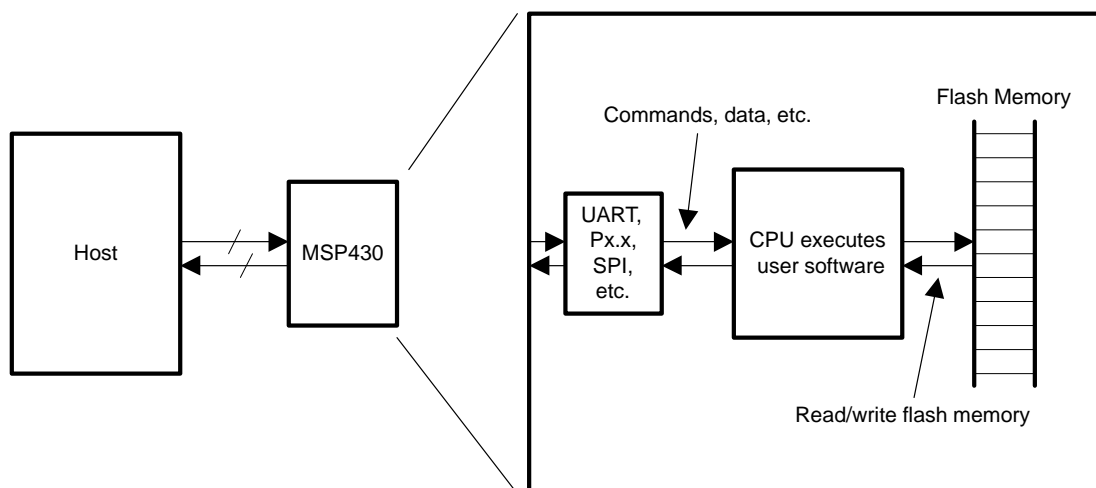 Flash Memory
Commands, data, etc.
Host
MSP430
UART,
Px.x,
SPI,
etc.
CPU executes
user software
Read/write flash memory